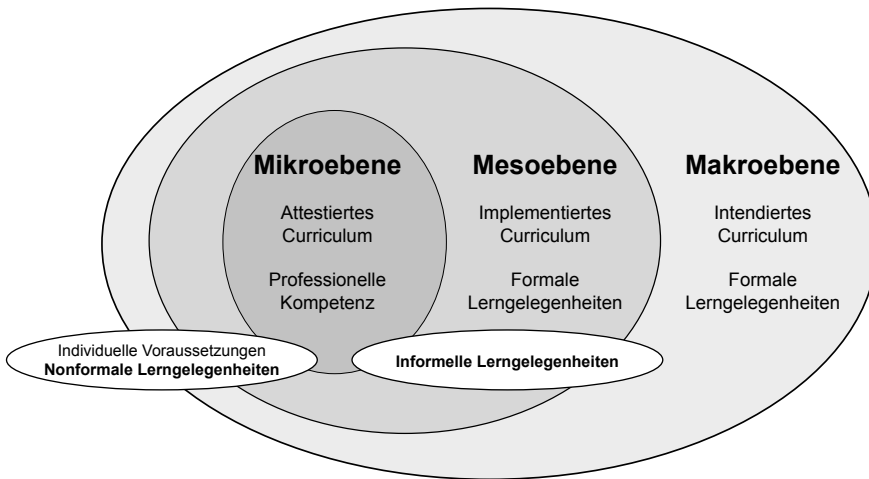 Mikroebene
Attestiertes
Curriculum
Professionelle
Kompetenz
Mesoebene
Implementiertes
Curriculum
Formale
Lerngelegenheiten
Makroebene
Intendiertes
Curriculum
Formale
Lerngelegenheiten
Individuelle Voraussetzungen
Nonformale Lerngelegenheiten
Informelle Lerngelegenheiten